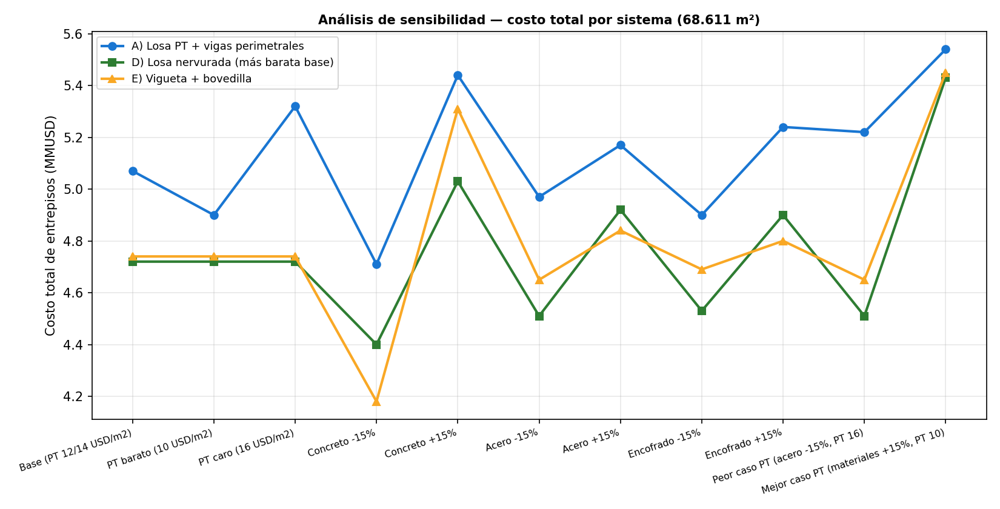 Análisis de sensibilidad — costo total por sistema (68.611 m²)
A) Losa PT + vigas perimetrales
D) Losa nervurada (más barata base)
E) Vigueta + bovedilla
Costo total de entrepisos (MMUSD)
5.6
5.4
5.2
5.0
4.8
4.6
4.4
4.2
Base (PT 12/14 USD/m2)
PT barato (10 USD/m2)
PT caro (16 USD/m2)
Concreto -15%
Concreto +15%
Acero -15%
Acero +15%
Encofrado -15%
Encofrado +15%
Peor caso PT (acero -15%, PT 16)
Mejor caso PT (materiales +15%, PT 10)